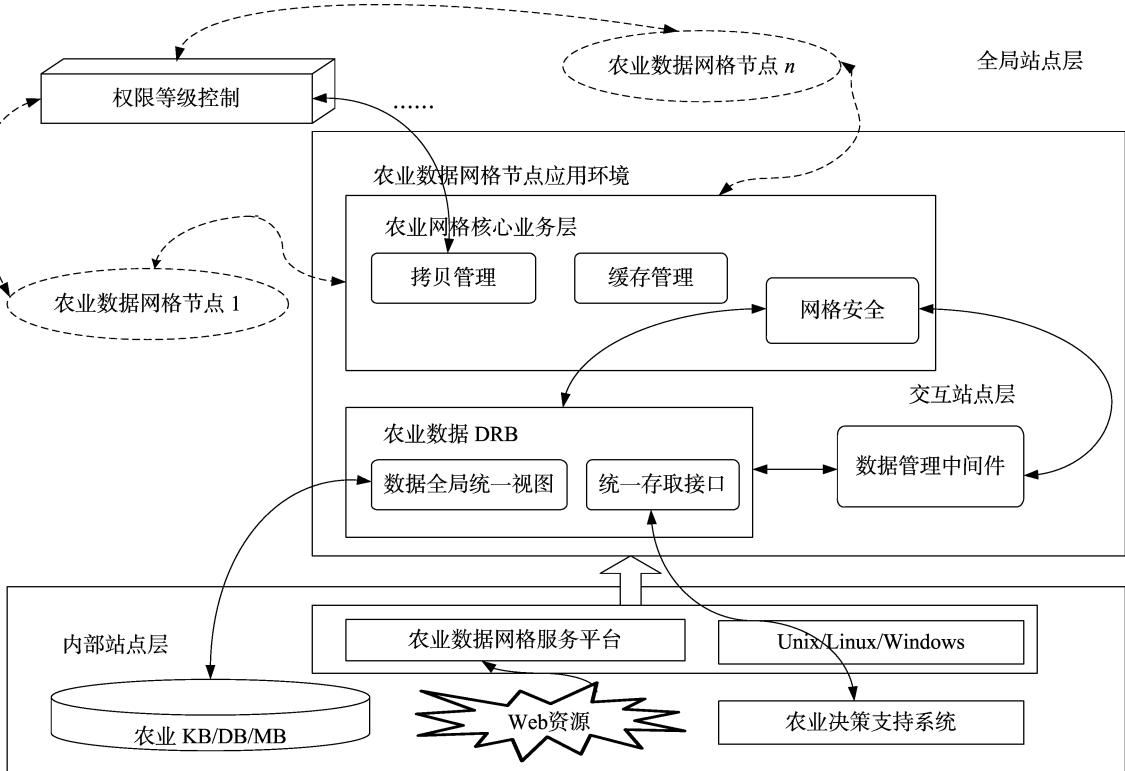 全局站点层
农业数据网格节点 n
权限等级控制
……
农业数据网格节点应用环境
农业网格核心业务层
拷贝管理
缓存管理
网格安全
农业数据网格节点 1
交互站点层
农业数据 DRB
数据全局统一视图
统一存取接口
数据管理中间件
内部站点层
农业数据网格服务平台
Unix/Linux/Windows
农业 KB/DB/MB
Web资源
农业决策支持系统